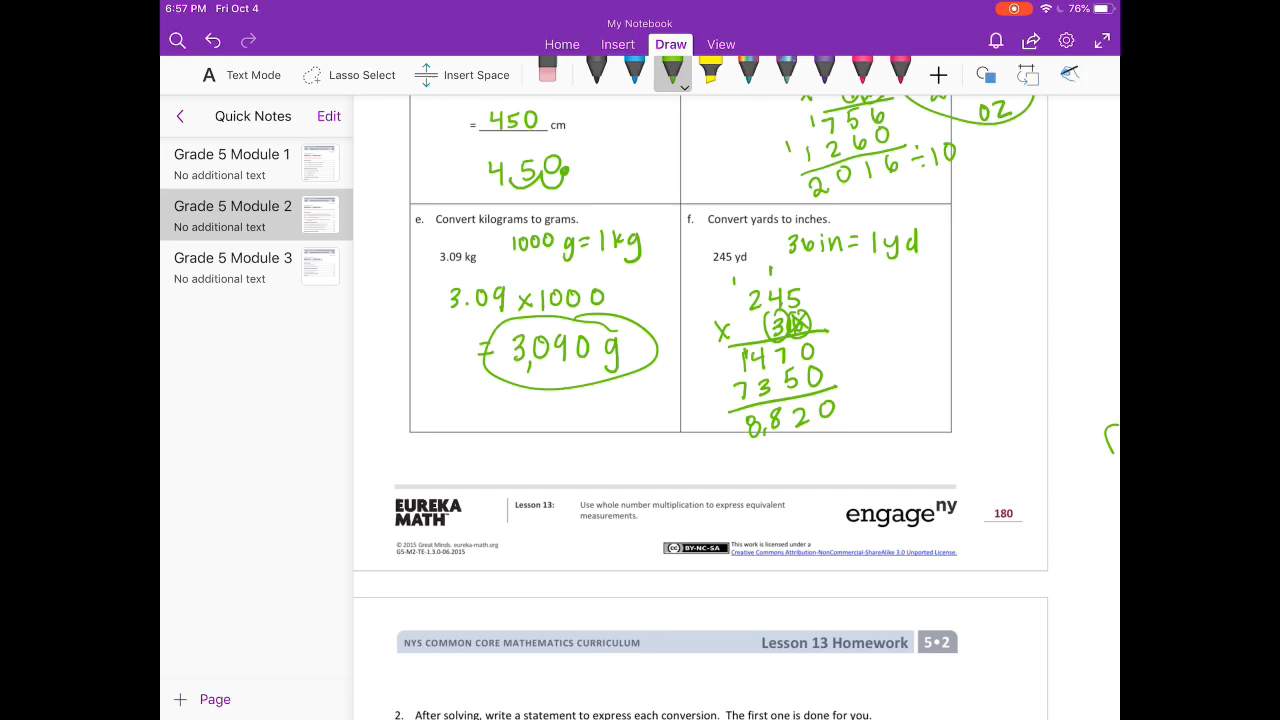 6:57 PM Fri Oct 4
76%
My Notebook
Home Insert Draw View
A Text Mode Lasso Select Insert Space
Quick Notes Edit
Grade 5 Module 1
No additional text
Grade 5 Module 2
No additional text
Grade 5 Module 3
No additional text
Page
= 450 cm
450
oz
1756
1260
2016 ÷10
e. Convert kilograms to grams.
1000 g = 1 kg
3.09 kg
3.09 x 1000
= 3,090 g
f. Convert yards to inches.
36 in = 1 yd
245 yd
245
x 36
1470
7350
8,820
EUREKA
MATH™
Lesson 13: Use whole number multiplication to express equivalent
measurements.
engage ny
180
© 2015 Great Minds. eureka-math.org
G5-M2-TE-1.3.0-06.2015
cc BY-NC-SA
This work is licensed under a
Creative Commons Attribution-NonCommercial-ShareAlike 3.0 Unported License.
NYS COMMON CORE MATHEMATICS CURRICULUM
Lesson 13 Homework 5•2
2. After solving, write a statement to express each conversion. The first one is done for you.